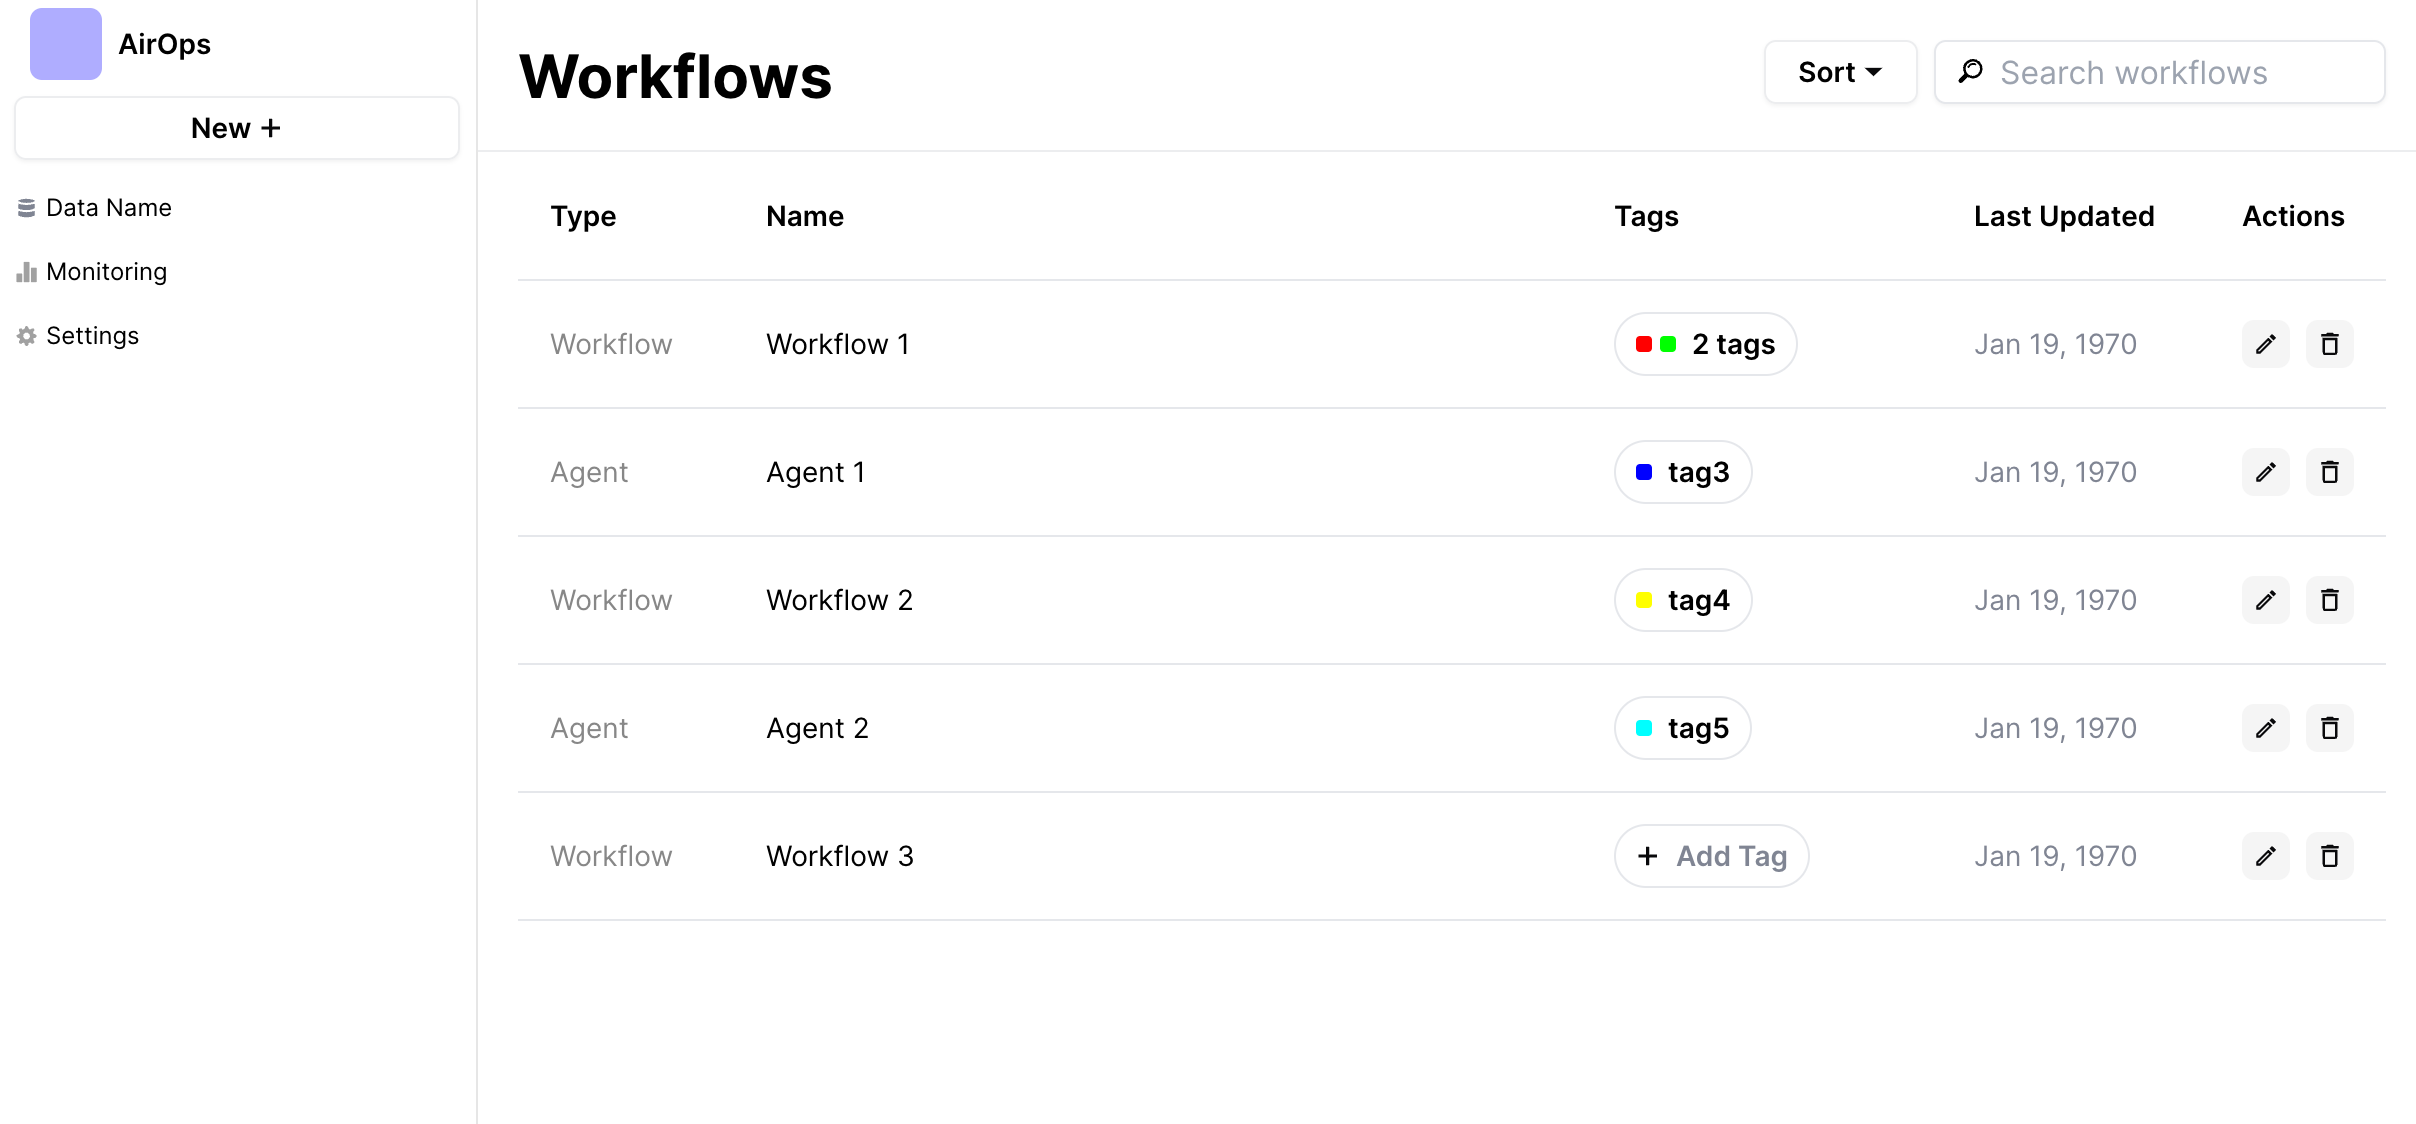 AirOps
New +
Data Name
Monitoring
Settings
Workflows
Sort
Search workflows
Type Name Tags Last Updated Actions
Workflow Workflow 1 2 tags Jan 19, 1970
Agent Agent 1 tag3 Jan 19, 1970
Workflow Workflow 2 tag4 Jan 19, 1970
Agent Agent 2 tag5 Jan 19, 1970
Workflow Workflow 3 + Add Tag Jan 19, 1970